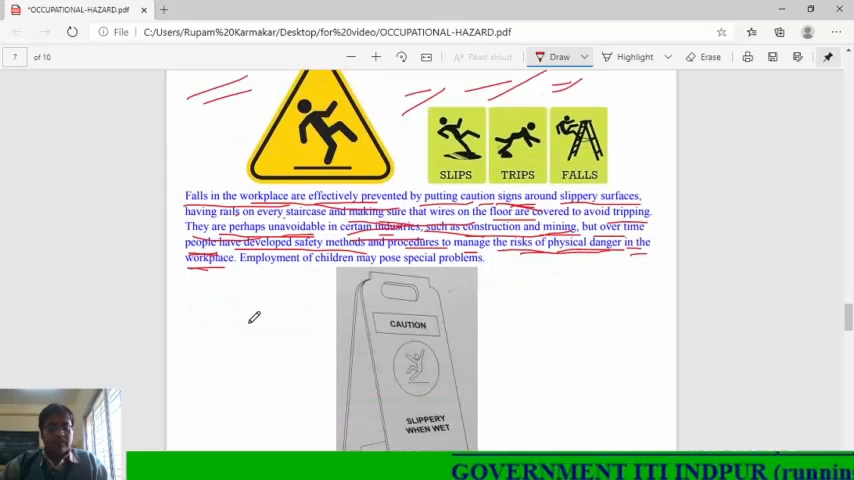 *OCCUPATIONAL-HAZARD.pdf
File C:/Users/Rupam%20Karmakar/Desktop/for%20video/OCCUPATIONAL-HAZARD.pdf
7 of 10 Read aloud Draw Highlight Erase
SLIPS TRIPS FALLS
Falls in the workplace are effectively prevented by putting caution signs around slippery surfaces,
having rails on every staircase and making sure that wires on the floor are covered to avoid tripping.
They are perhaps unavoidable in certain industries, such as construction and mining, but over time
people have developed safety methods and procedures to manage the risks of physical danger in the
workplace. Employment of children may pose special problems.
CAUTION
SLIPPERY
WHEN WET
GOVERNMENT ITI INDPUR (running